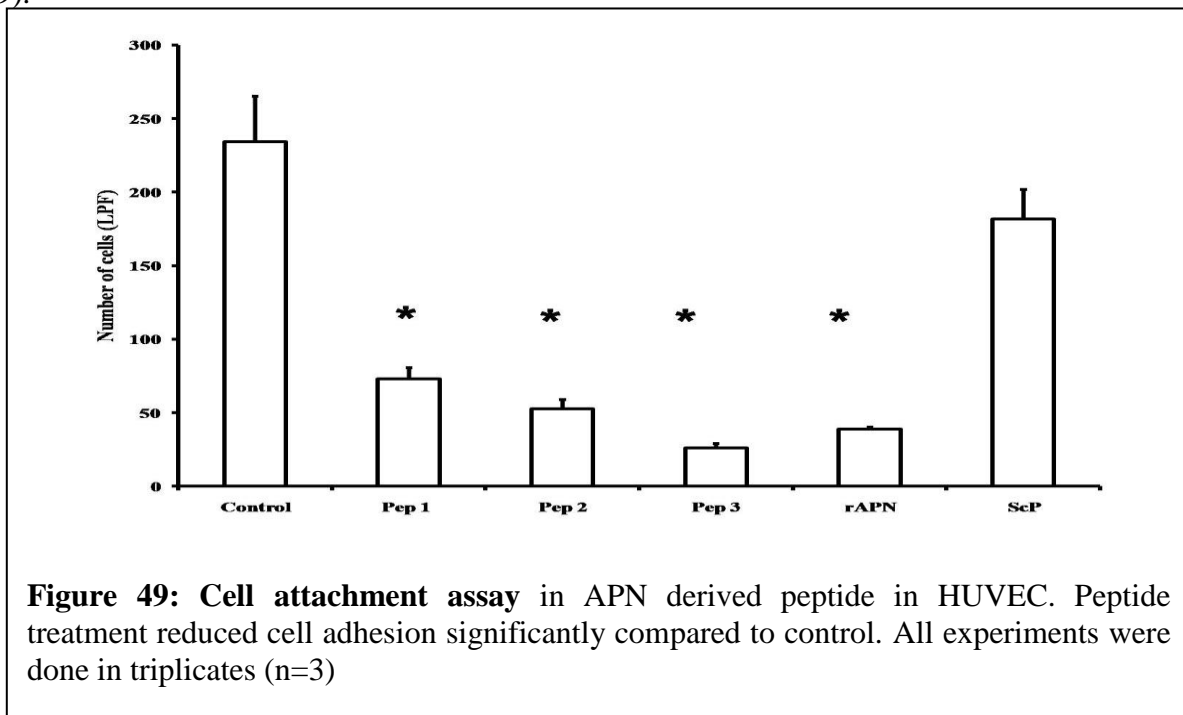 9).
300
250
200
150
100
50
0
Number of cells (LPF)
* * * *
Control Pep 1 Pep 2 Pep 3 rAPN ScP
Figure 49: Cell attachment assay in APN derived peptide in HUVEC. Peptide
treatment reduced cell adhesion significantly compared to control. All experiments were
done in triplicates (n=3)